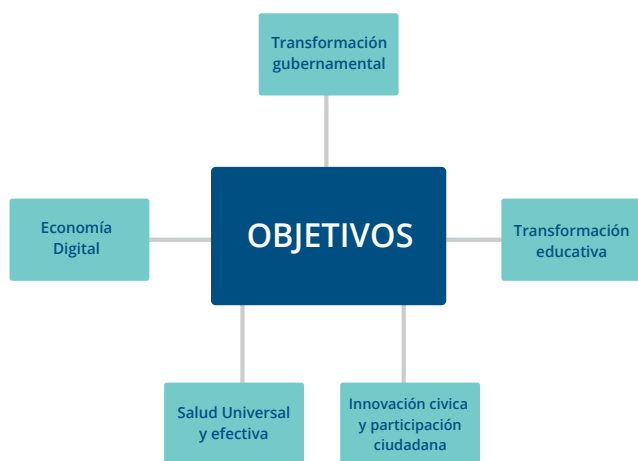 Transformación
gubernamental
Economía
Digital
OBJETIVOS
Transformación
educativa
Salud Universal
y efectiva
Innovación civica
y participación
ciudadana